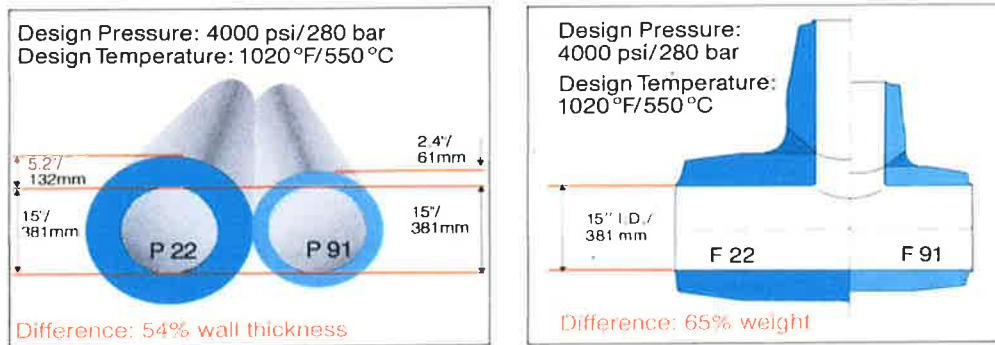 Design Pressure: 4000 psi/280 bar
Design Temperature: 1020°F/550°C
5.2"/
132mm
2.4"/
61mm
15"/
381mm
15"/
381mm
P 22
P 91
Difference: 54% wall thickness
Design Pressure:
4000 psi/280 bar
Design Temperature:
1020°F/550°C
15" I.D./
381 mm
F 22
F 91
Difference: 65% weight